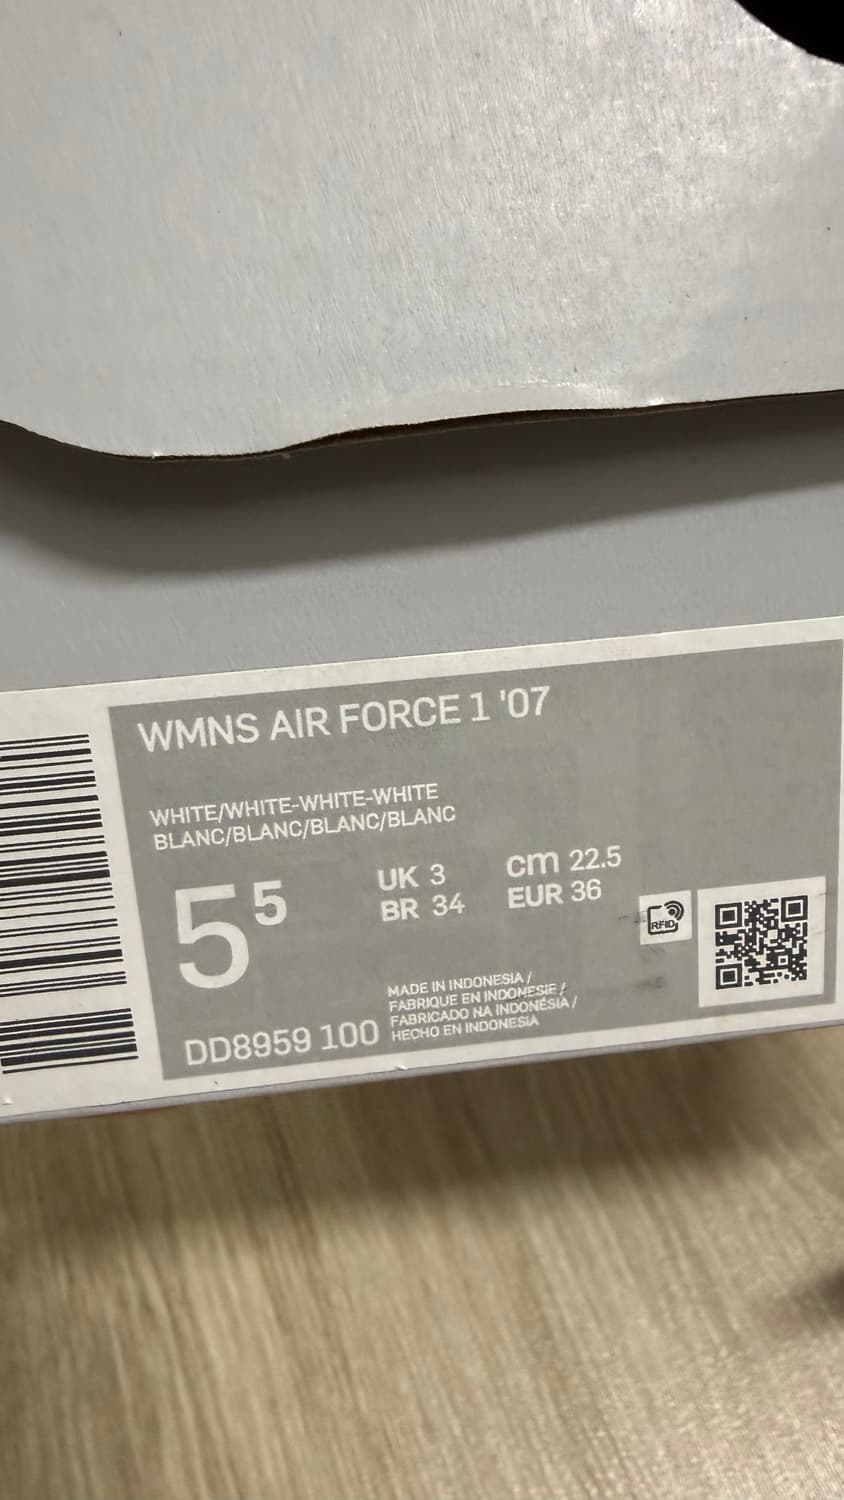 WMNS AIR FORCE 1 '07
WHITE/WHITE-WHITE-WHITE
BLANC/BLANC/BLANC/BLANC
5⁵
UK 3
BR 34
cm 22.5
EUR 36
RFID
MADE IN INDONESIA /
FABRIQUE EN INDONESIE /
FABRICADO NA INDONÉSIA /
HECHO EN INDONESIA
DD8959 100